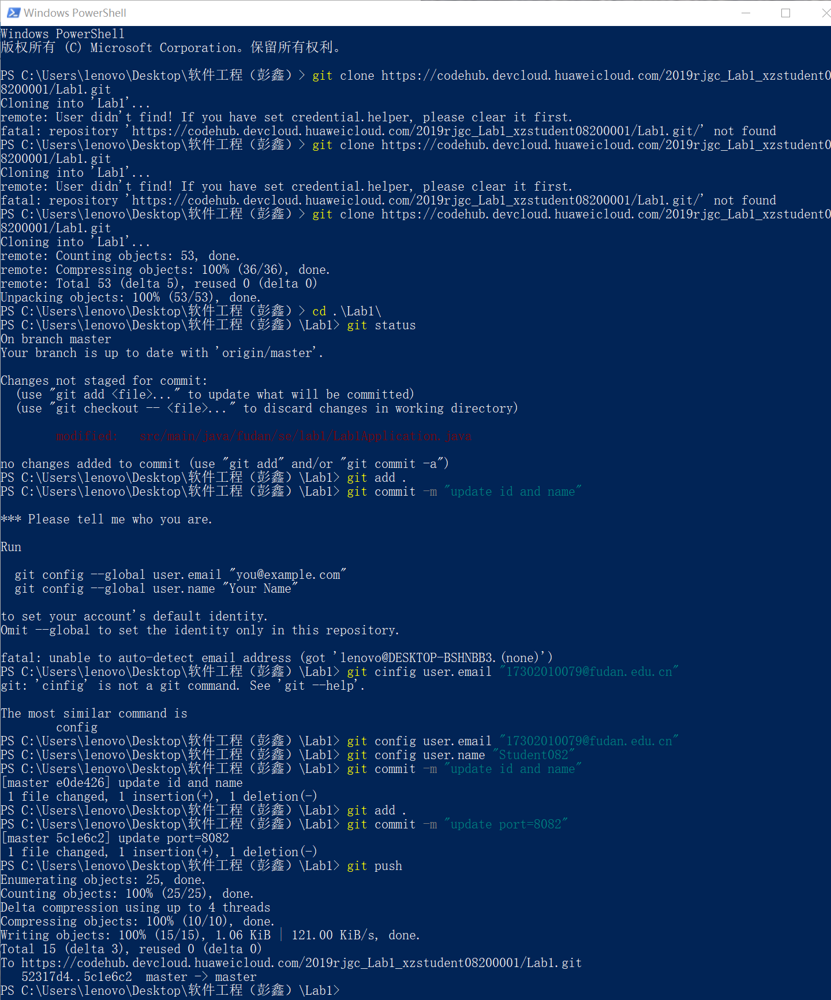 Windows PowerShell
Windows PowerShell
版权所有 (C) Microsoft Corporation。保留所有权利。
PS C:\Users\lenovo\Desktop\软件工程（彭鑫）> git clone https://codehub.devcloud.huaweicloud.com/2019rjgc_Lab1_xzstudent0
8200001/Lab1.git
Cloning into 'Lab1'...
remote: User didn't find! If you have set credential.helper, please clear it first.
fatal: repository 'https://codehub.devcloud.huaweicloud.com/2019rjgc_Lab1_xzstudent08200001/Lab1.git/' not found
PS C:\Users\lenovo\Desktop\软件工程（彭鑫）> git clone https://codehub.devcloud.huaweicloud.com/2019rjgc_Lab1_xzstudent0
8200001/Lab1.git
Cloning into 'Lab1'...
remote: User didn't find! If you have set credential.helper, please clear it first.
fatal: repository 'https://codehub.devcloud.huaweicloud.com/2019rjgc_Lab1_xzstudent08200001/Lab1.git/' not found
PS C:\Users\lenovo\Desktop\软件工程（彭鑫）> git clone https://codehub.devcloud.huaweicloud.com/2019rjgc_Lab1_xzstudent0
8200001/Lab1.git
Cloning into 'Lab1'...
remote: Counting objects: 53, done.
remote: Compressing objects: 100% (36/36), done.
remote: Total 53 (delta 5), reused 0 (delta 0)
Unpacking objects: 100% (53/53), done.
PS C:\Users\lenovo\Desktop\软件工程（彭鑫）> cd .\Lab1\
PS C:\Users\lenovo\Desktop\软件工程（彭鑫）\Lab1> git status
On branch master
Your branch is up to date with 'origin/master'.
Changes not staged for commit:
  (use "git add <file>..." to update what will be committed)
  (use "git checkout -- <file>..." to discard changes in working directory)
        modified:   src/main/java/fudan/se/lab1/Lab1Application.java
no changes added to commit (use "git add" and/or "git commit -a")
PS C:\Users\lenovo\Desktop\软件工程（彭鑫）\Lab1> git add .
PS C:\Users\lenovo\Desktop\软件工程（彭鑫）\Lab1> git commit -m "update id and name"
*** Please tell me who you are.
Run
  git config --global user.email "you@example.com"
  git config --global user.name "Your Name"
to set your account's default identity.
Omit --global to set the identity only in this repository.
fatal: unable to auto-detect email address (got 'lenovo@DESKTOP-BSHNBB3.(none)')
PS C:\Users\lenovo\Desktop\软件工程（彭鑫）\Lab1> git cinfig user.email "17302010079@fudan.edu.cn"
git: 'cinfig' is not a git command. See 'git --help'.
The most similar command is
        config
PS C:\Users\lenovo\Desktop\软件工程（彭鑫）\Lab1> git config user.email "17302010079@fudan.edu.cn"
PS C:\Users\lenovo\Desktop\软件工程（彭鑫）\Lab1> git config user.name "Student082"
PS C:\Users\lenovo\Desktop\软件工程（彭鑫）\Lab1> git commit -m "update id and name"
[master e0de426] update id and name
 1 file changed, 1 insertion(+), 1 deletion(-)
PS C:\Users\lenovo\Desktop\软件工程（彭鑫）\Lab1> git add .
PS C:\Users\lenovo\Desktop\软件工程（彭鑫）\Lab1> git commit -m "update port=8082"
[master 5c1e6c2] update port=8082
 1 file changed, 1 insertion(+), 1 deletion(-)
PS C:\Users\lenovo\Desktop\软件工程（彭鑫）\Lab1> git push
Enumerating objects: 25, done.
Counting objects: 100% (25/25), done.
Delta compression using up to 4 threads
Compressing objects: 100% (10/10), done.
Writing objects: 100% (15/15), 1.06 KiB | 121.00 KiB/s, done.
Total 15 (delta 3), reused 0 (delta 0)
To https://codehub.devcloud.huaweicloud.com/2019rjgc_Lab1_xzstudent08200001/Lab1.git
   52317d4..5c1e6c2  master -> master
PS C:\Users\lenovo\Desktop\软件工程（彭鑫）\Lab1>